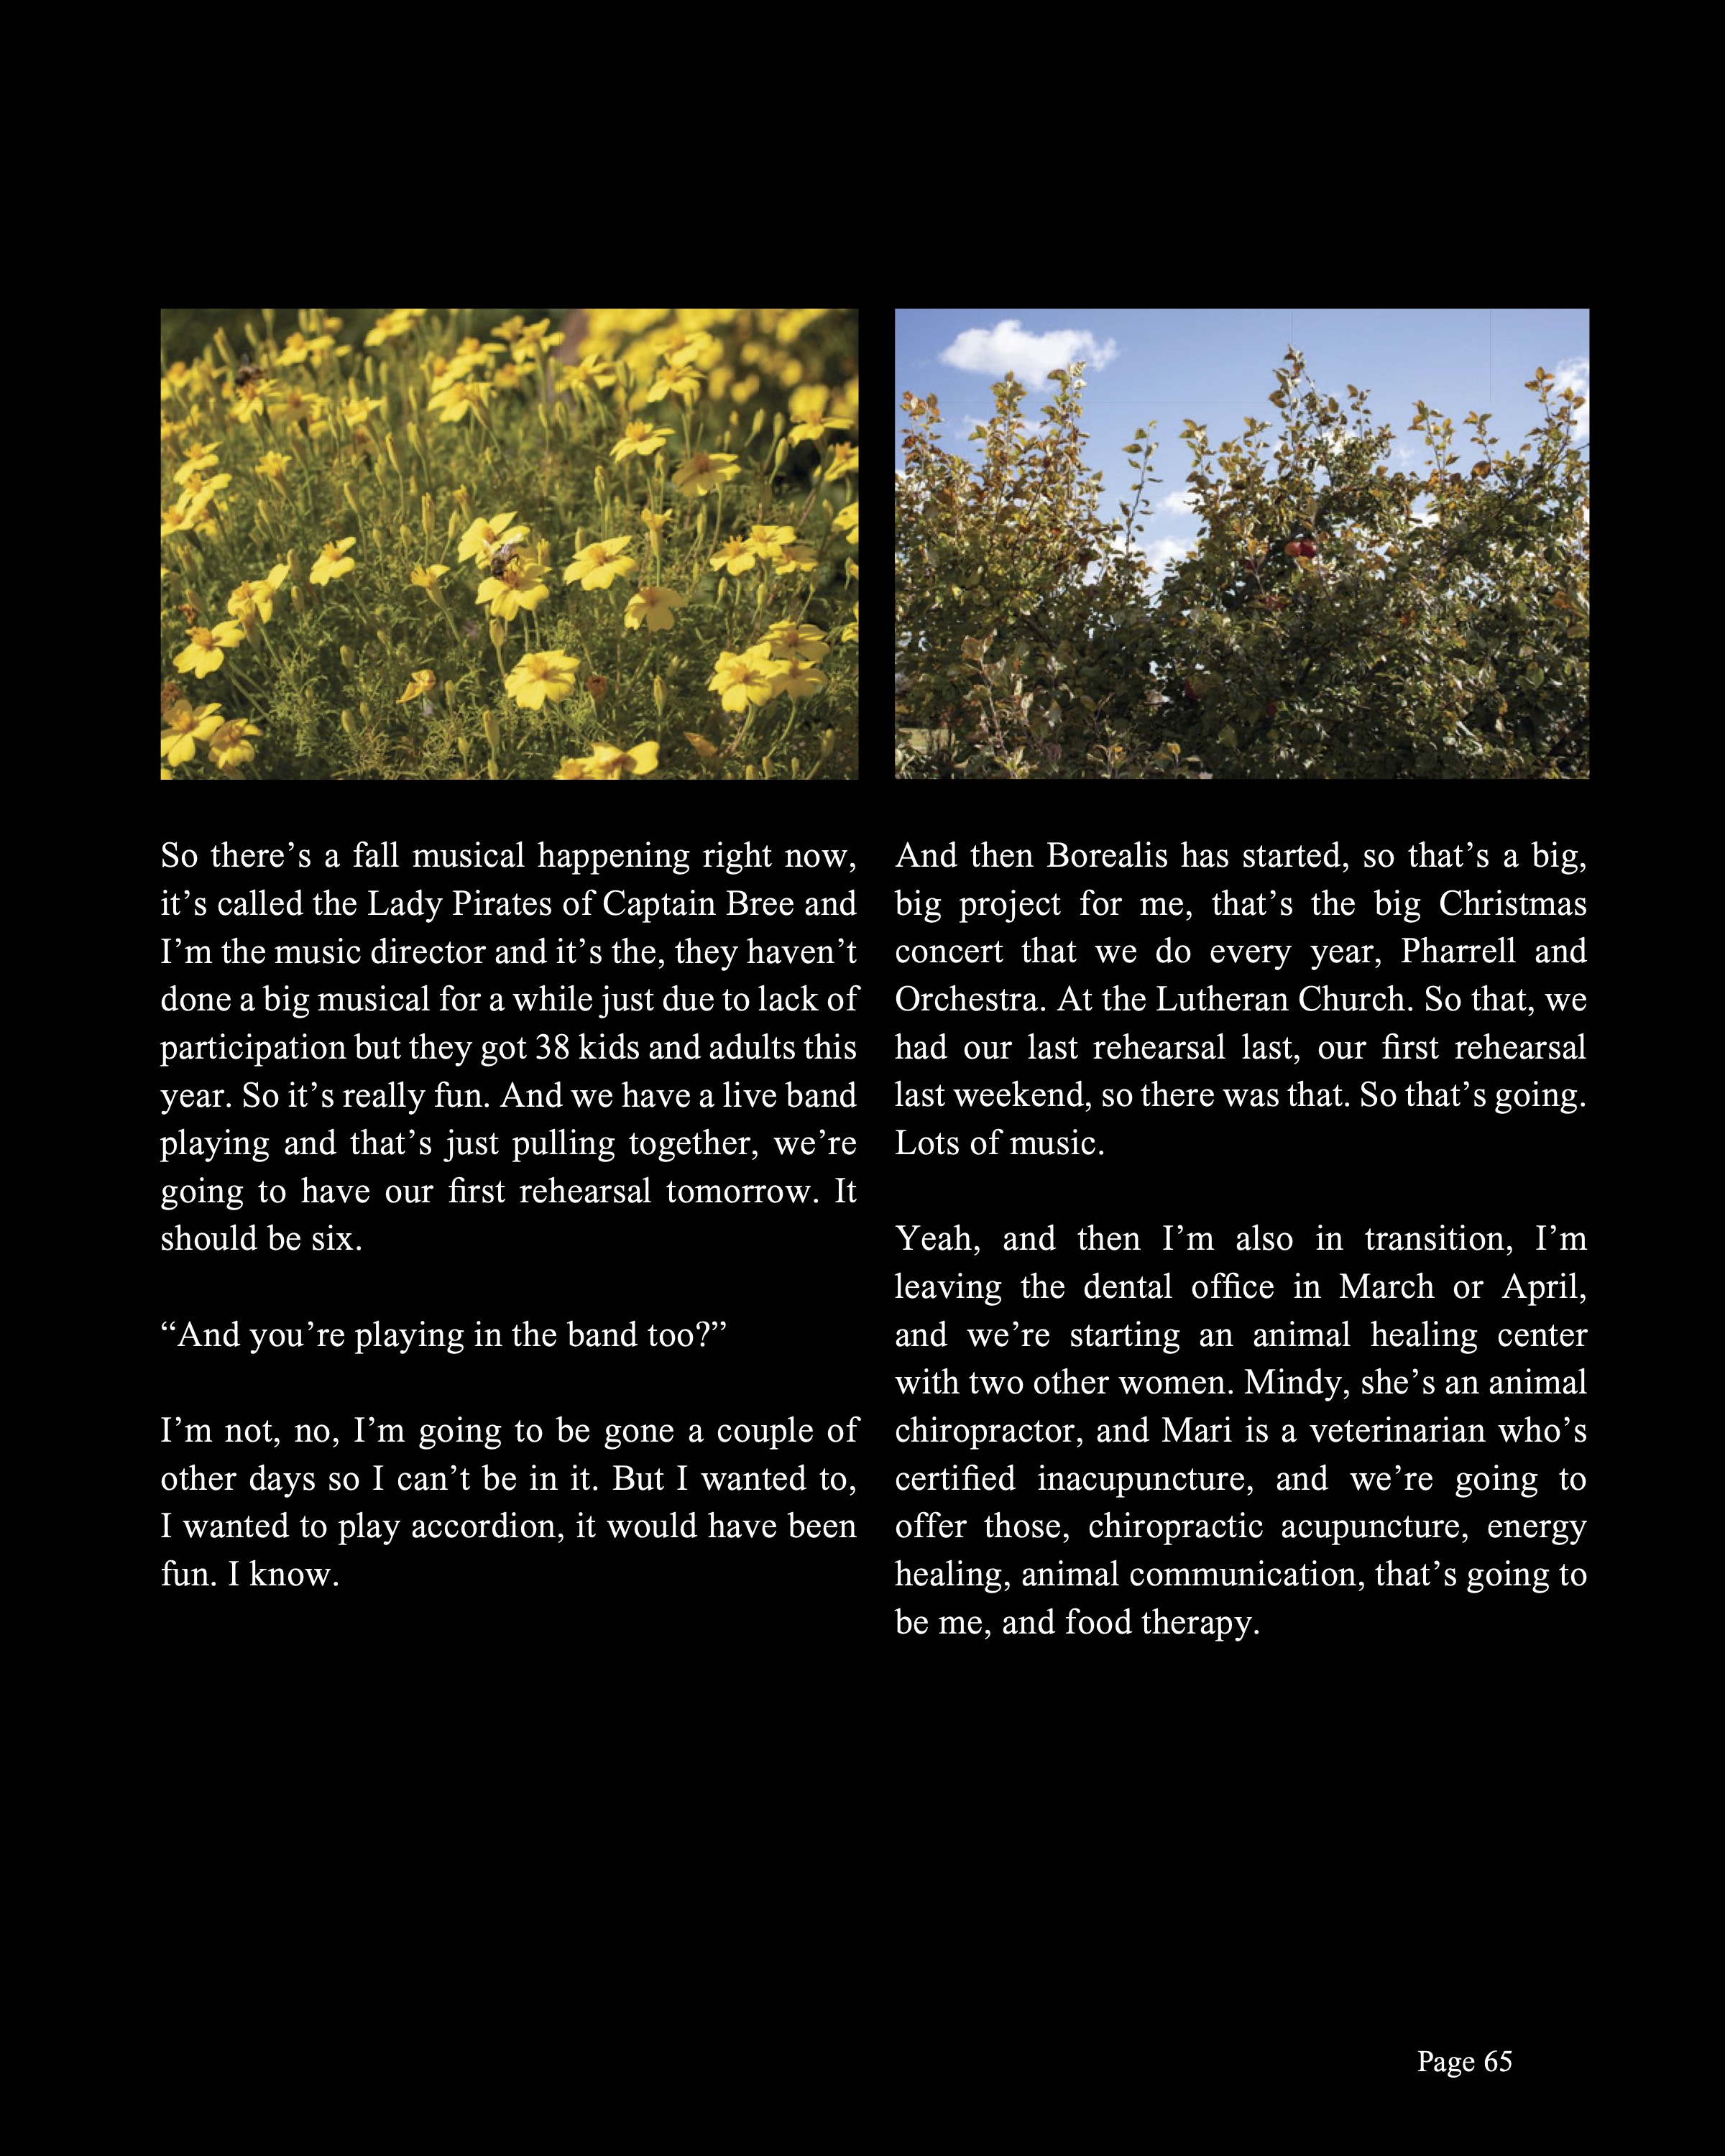 So there’s a fall musical happening right now,
it’s called the Lady Pirates of Captain Bree and
I’m the music director and it’s the, they haven’t
done a big musical for a while just due to lack of
participation but they got 38 kids and adults this
year. So it’s really fun. And we have a live band
playing and that’s just pulling together, we’re
going to have our first rehearsal tomorrow. It
should be six.
“And you’re playing in the band too?”
I’m not, no, I’m going to be gone a couple of
other days so I can’t be in it. But I wanted to,
I wanted to play accordion, it would have been
fun. I know.
And then Borealis has started, so that’s a big,
big project for me, that’s the big Christmas
concert that we do every year, Pharrell and
Orchestra. At the Lutheran Church. So that, we
had our last rehearsal last, our first rehearsal
last weekend, so there was that. So that’s going.
Lots of music.
Yeah, and then I’m also in transition, I’m
leaving the dental office in March or April,
and we’re starting an animal healing center
with two other women. Mindy, she’s an animal
chiropractor, and Mari is a veterinarian who’s
certified inacupuncture, and we’re going to
offer those, chiropractic acupuncture, energy
healing, animal communication, that’s going to
be me, and food therapy.
Page 65